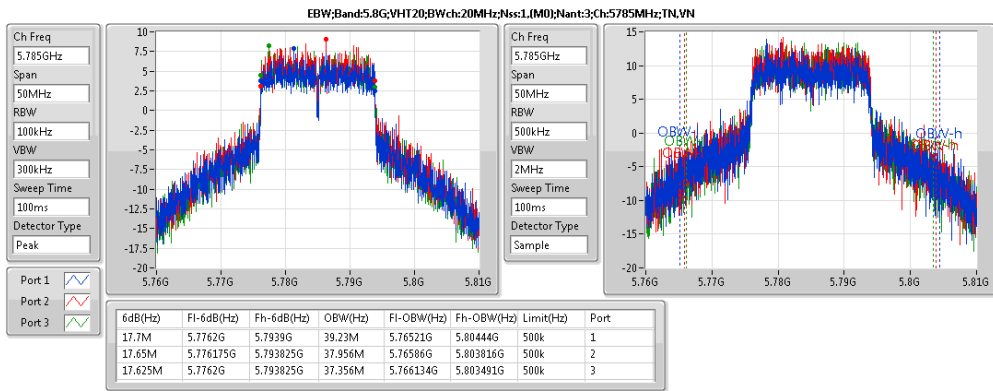 EBW;Band:5.8G;VHT20;BWch:20MHz;Nss:1,(M0);Nant:3;Ch:5785MHz;TN,VN
Ch Freq
5.785GHz
Span
50MHz
RBW
100kHz
VBW
300kHz
Sweep Time
100ms
Detector Type
Peak
10
7.5
5
2.5
0
-2.5
-5
-7.5
-10
-12.5
-15
-17.5
-20
5.76G
5.77G
5.78G
5.79G
5.8G
5.81G
Ch Freq
5.785GHz
Span
50MHz
RBW
500kHz
VBW
2MHz
Sweep Time
100ms
Detector Type
Sample
15
10
5
0
-5
-10
-15
-20
OBW-h
5.76G
5.77G
5.78G
5.79G
5.8G
5.81G
Port 1
Port 2
Port 3
6dB(Hz) Fl-6dB(Hz) Fh-6dB(Hz) OBW(Hz) Fl-OBW(Hz) Fh-OBW(Hz) Limit(Hz) Port
17.7M 5.7762G 5.7939G 39.23M 5.76521G 5.80444G 500k 1
17.65M 5.776175G 5.793825G 37.956M 5.76586G 5.803816G 500k 2
17.625M 5.7762G 5.793825G 37.356M 5.766134G 5.803491G 500k 3